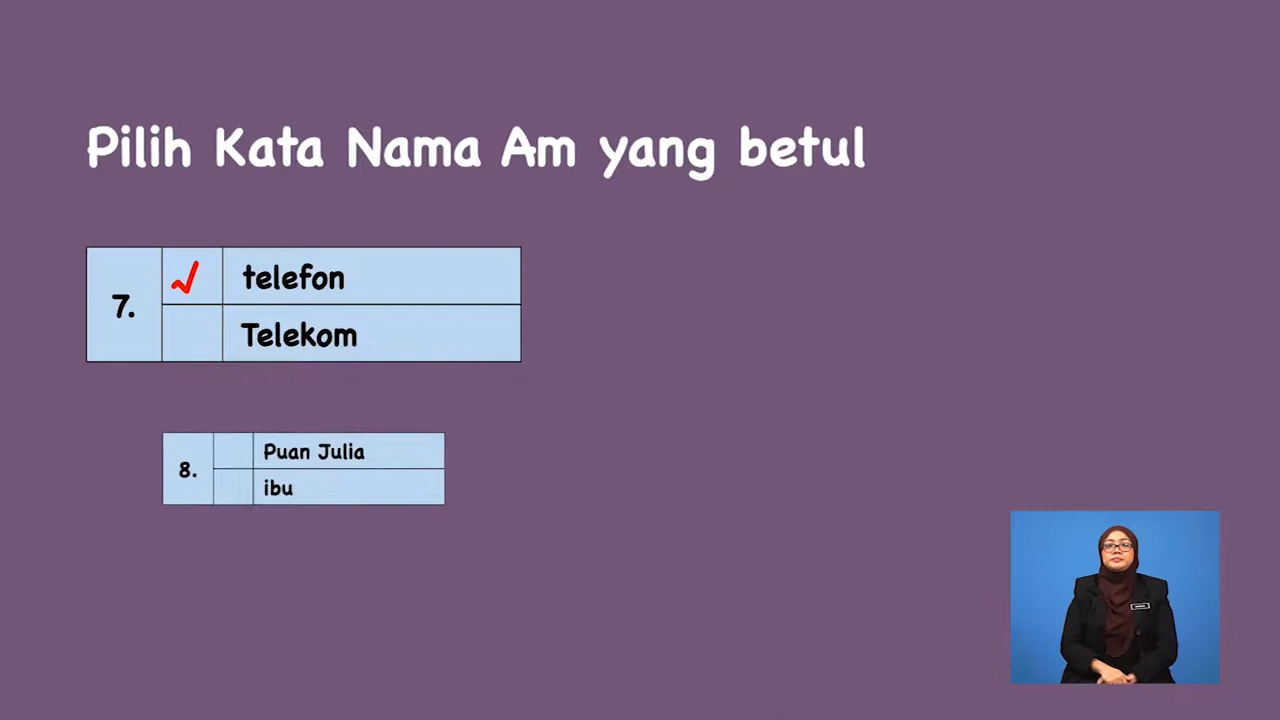 Pilih Kata Nama Am yang betul
7.
telefon
Telekom
8.
Puan Julia
ibu